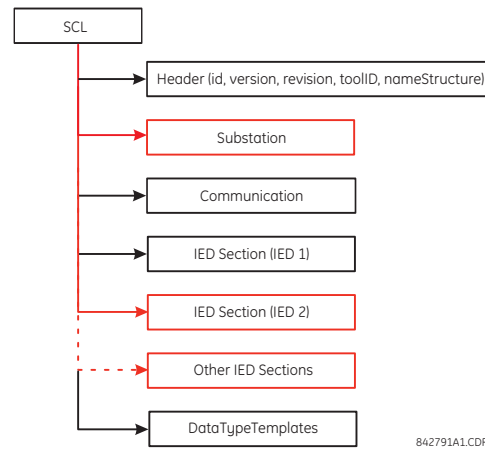 SCL
Header (id, version, revision, toolID, nameStructure)
Substation
Communication
IED Section (IED 1)
IED Section (IED 2)
Other IED Sections
DataTypeTemplates
842791A1.CDR